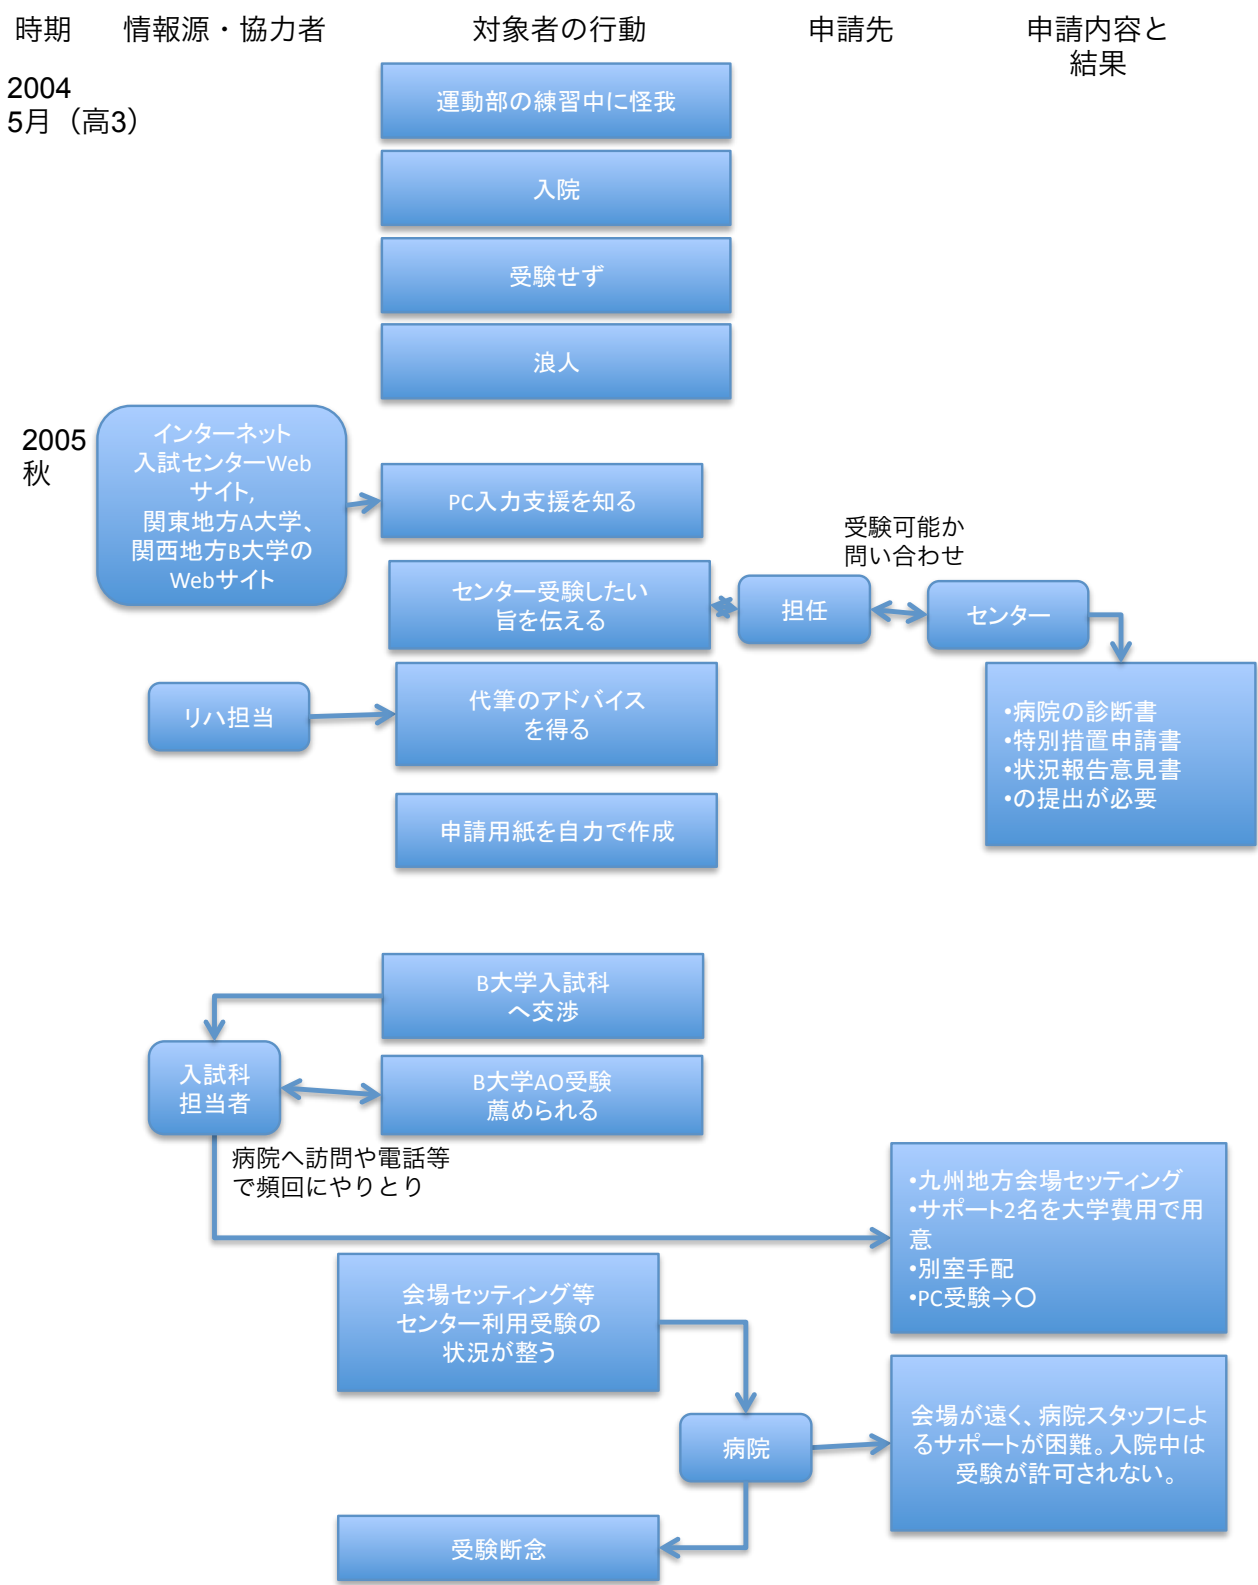 時期
情報源・協力者
対象者の行動
申請先
申請内容と
結果
2004
5月（高3）
運動部の練習中に怪我
入院
受験せず
浪人
2005
秋
インターネット
入試センターWeb
サイト,
関東地方A大学、
関西地方B大学の
Webサイト
PC入力支援を知る
受験可能か
問い合わせ
センター受験したい
旨を伝える
担任
センター
リハ担当
代筆のアドバイス
を得る
•病院の診断書
•特別措置申請書
•状況報告意見書
•の提出が必要
申請用紙を自力で作成
B大学入試科
へ交渉
入試科
担当者
B大学AO受験
薦められる
病院へ訪問や電話等
で頻回にやりとり
•九州地方会場セッティング
•サポート2名を大学費用で用
意
•別室手配
•PC受験→〇
会場セッティング等
センター利用受験の
状況が整う
病院
会場が遠く、病院スタッフによ
るサポートが困難。入院中は
受験が許可されない。
受験断念